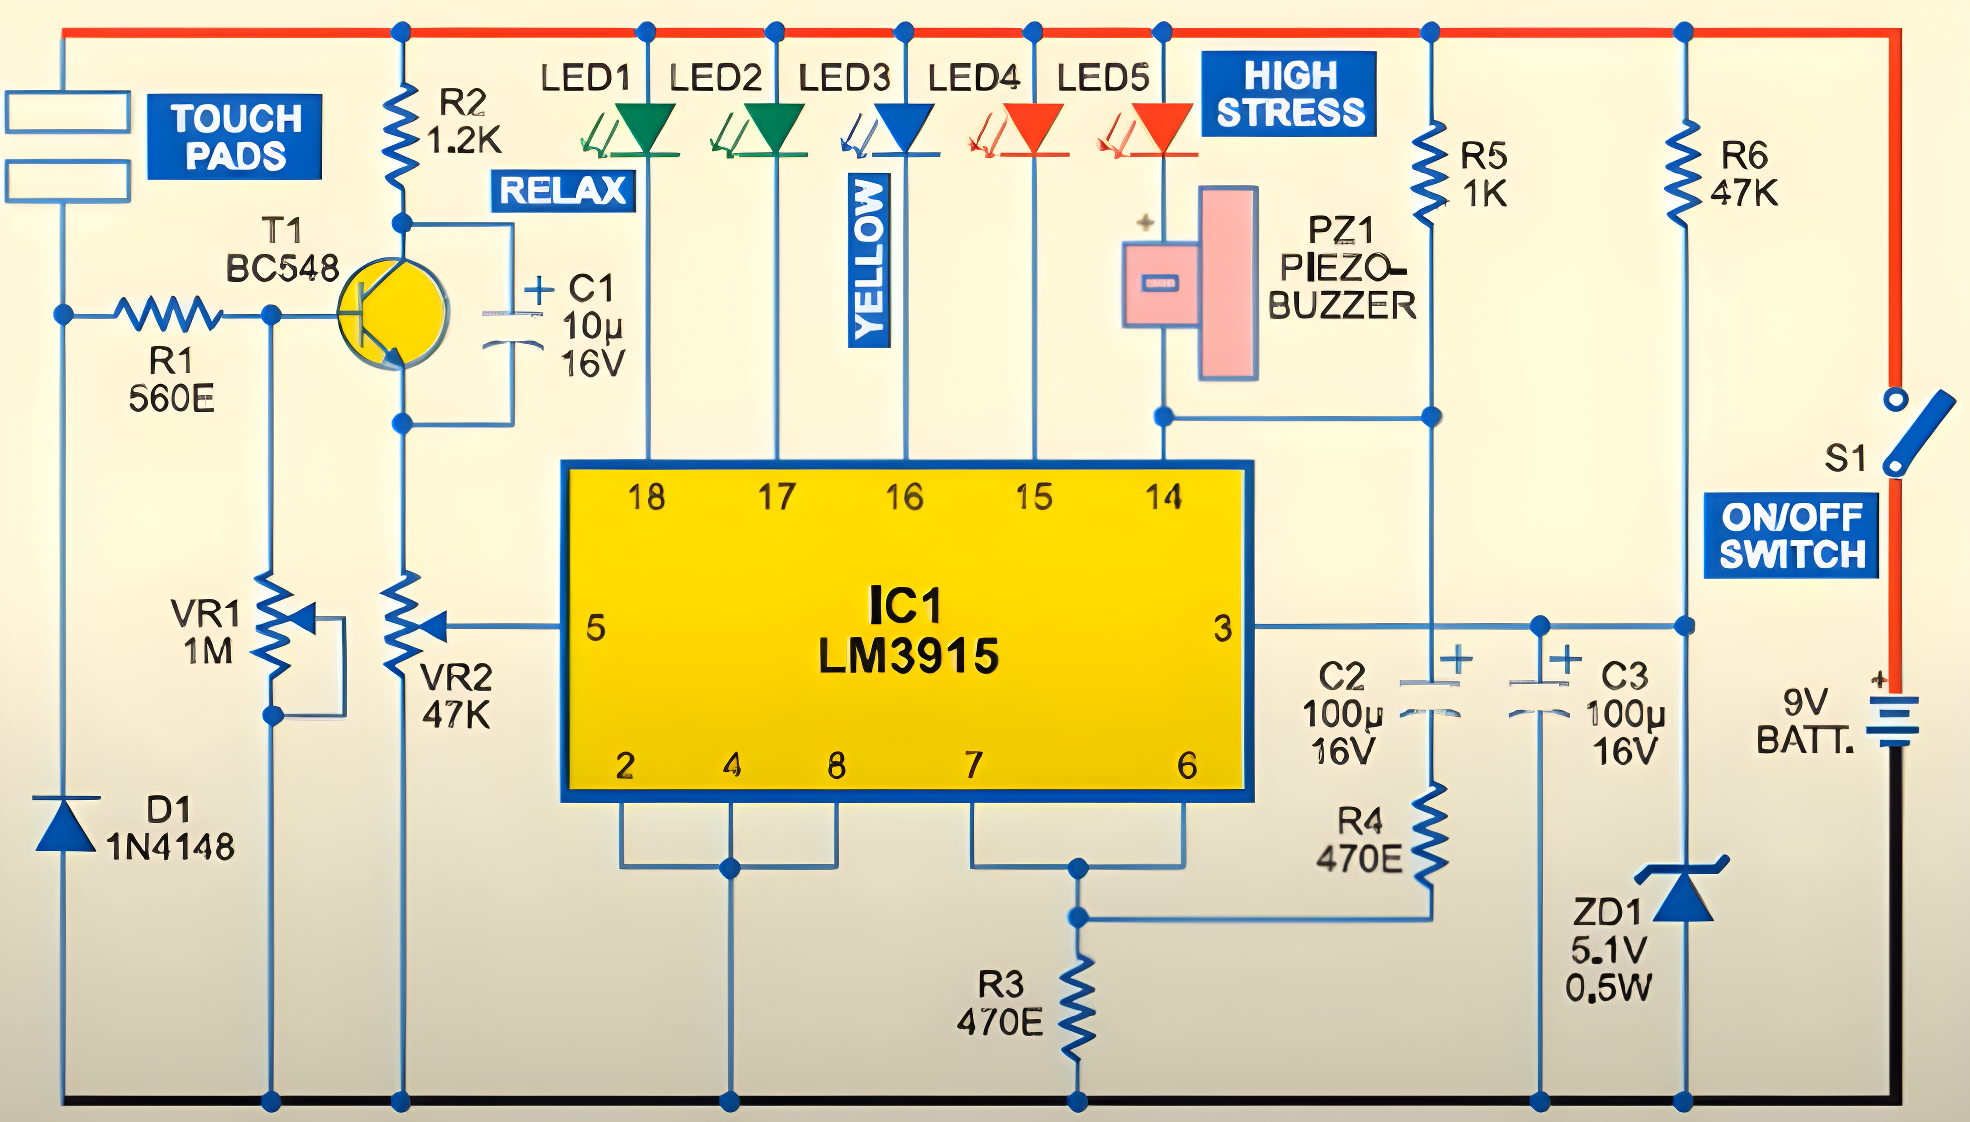 TOUCH
PADS
R2
1.2K
LED1
LED2
LED3
LED4
LED5
HIGH
STRESS
R5
1K
R6
47K
RELAX
YELLOW
T1
BC548
+
C1
10µ
16V
+
PZ1
PIEZO-
BUZZER
R1
560E
S1
ON/OFF
SWITCH
18
17
16
15
14
IC1
LM3915
5
3
VR1
1M
VR2
47K
2
4
8
7
6
+
C2
100µ
16V
+
C3
100µ
16V
+
9V
BATT.
D1
1N4148
R4
470E
ZD1
5.1V
0.5W
R3
470E